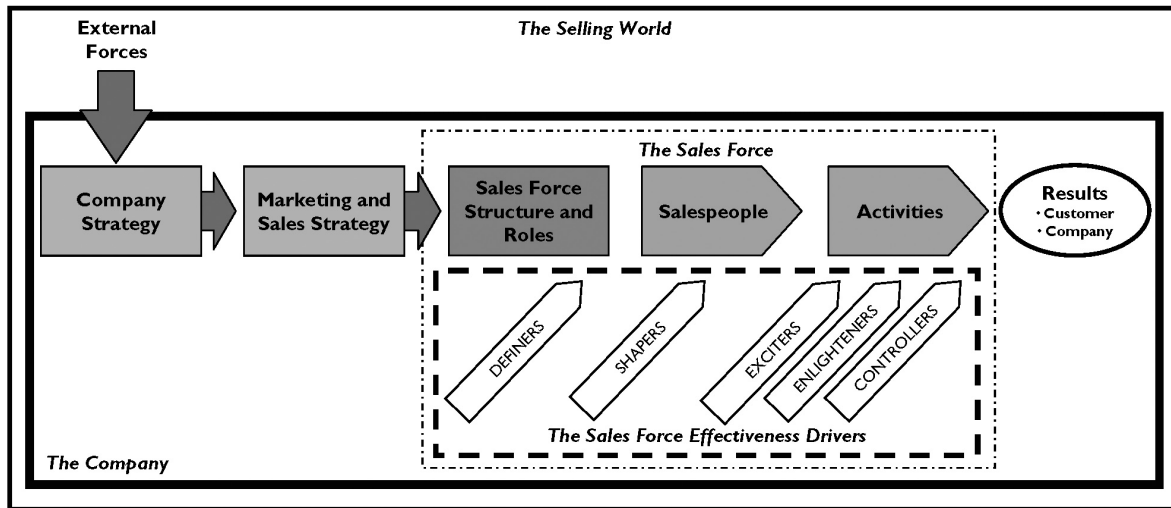 The Selling World
External
Forces
The Sales Force
Company
Strategy
Marketing and
Sales Strategy
Sales Force
Structure and
Roles
Salespeople
Activities
Results
· Customer
· Company
DEFINERS
SHAPERS
EXCITERS
ENLIGHTENERS
CONTROLLERS
The Sales Force Effectiveness Drivers
The Company